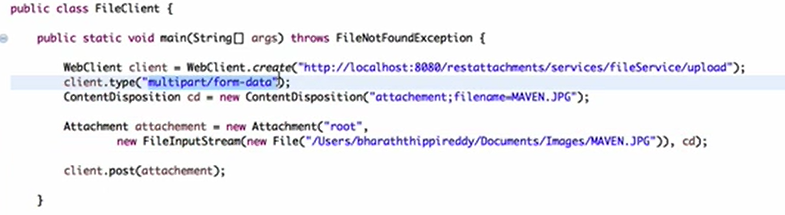 public class FileClient {
public static void main(String[] args) throws FileNotFoundException {
WebClient client = WebClient.create("http://localhost:8080/restattachments/services/fileService/upload");
client.type("multipart/form-data");
ContentDisposition cd = new ContentDisposition("attachement;filename=MAVEN.JPG");
Attachment attachement = new Attachment("root",
new FileInputStream(new File("/Users/bharaththippireddy/Documents/Images/MAVEN.JPG")), cd);
client.post(attachement);
}